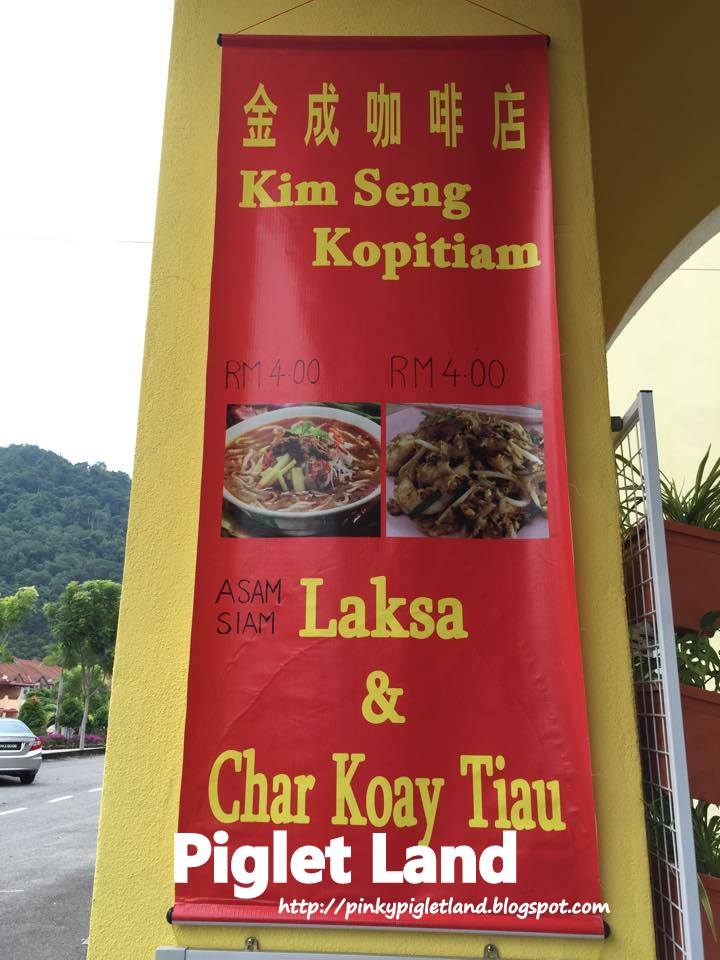 金成咖啡店
Kim Seng
Kopitiam
RM 4.00 RM 4.00
ASAM
SIAM
Laksa
&
Char Koay Tiau
Piglet Land
http://pinkypigletland.blogspot.com